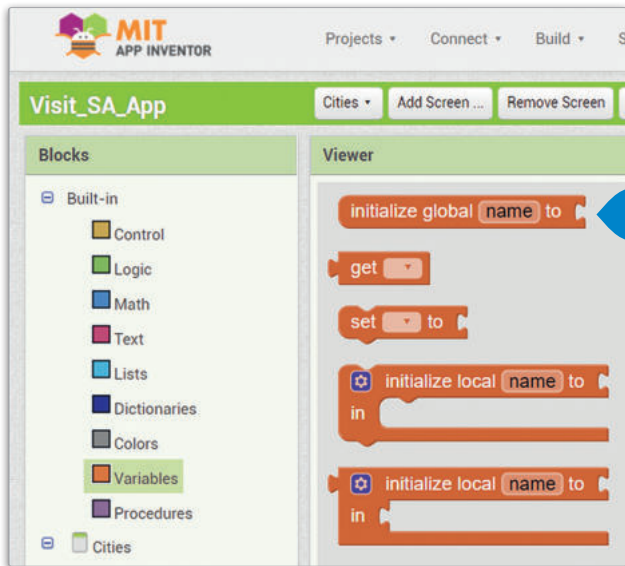 MIT
APP INVENTOR
Projects Connect Build
Visit_SA_App
Cities Add Screen ... Remove Screen
Blocks
Viewer
Built-in
Control
Logic
Math
Text
Lists
Dictionaries
Colors
Variables
Procedures
Cities
initialize global name to
get
set to
initialize local name to
in
initialize local name to
in